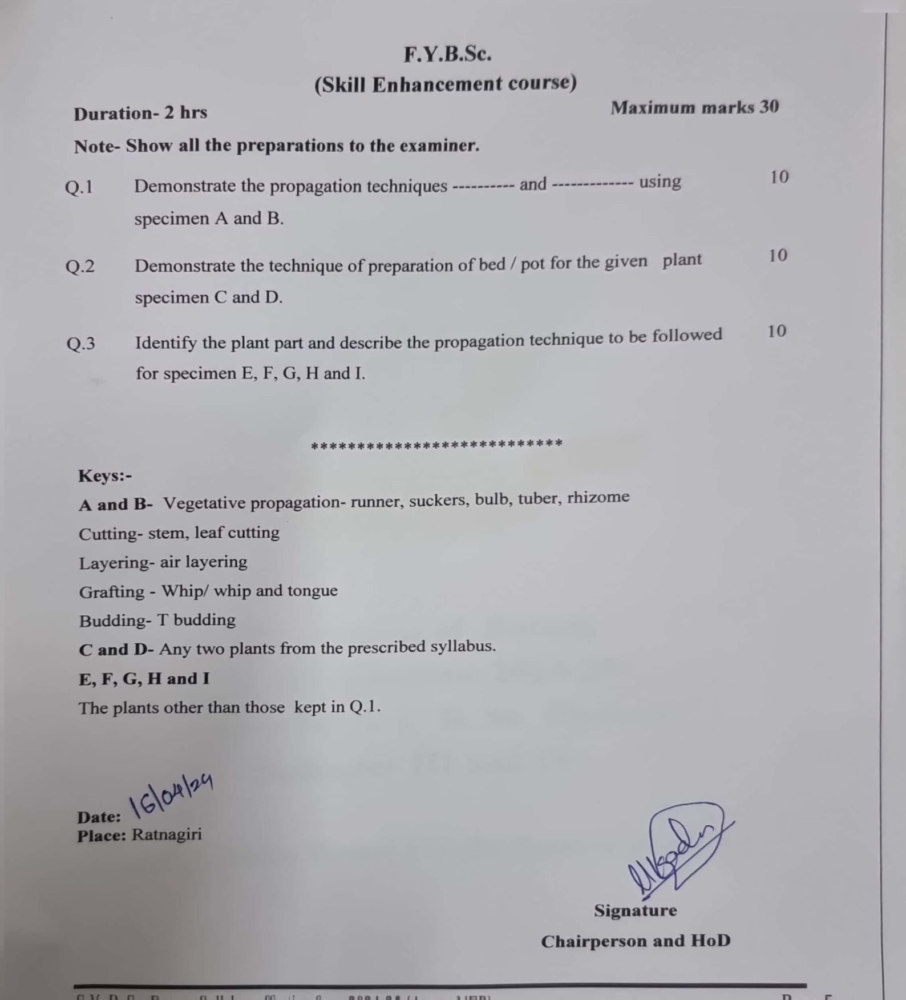 F.Y.B.Sc.
(Skill Enhancement course)
Duration- 2 hrs Maximum marks 30
Note- Show all the preparations to the examiner.
Q.1 Demonstrate the propagation techniques ---------- and ------------- using 10
specimen A and B.
Q.2 Demonstrate the technique of preparation of bed / pot for the given plant 10
specimen C and D.
Q.3 Identify the plant part and describe the propagation technique to be followed 10
for specimen E, F, G, H and I.
***************************
Keys:-
A and B- Vegetative propagation- runner, suckers, bulb, tuber, rhizome
Cutting- stem, leaf cutting
Layering- air layering
Grafting - Whip/ whip and tongue
Budding- T budding
C and D- Any two plants from the prescribed syllabus.
E, F, G, H and I
The plants other than those kept in Q.1.
Date: 16/04/24
Place: Ratnagiri
Signature
Chairperson and HoD